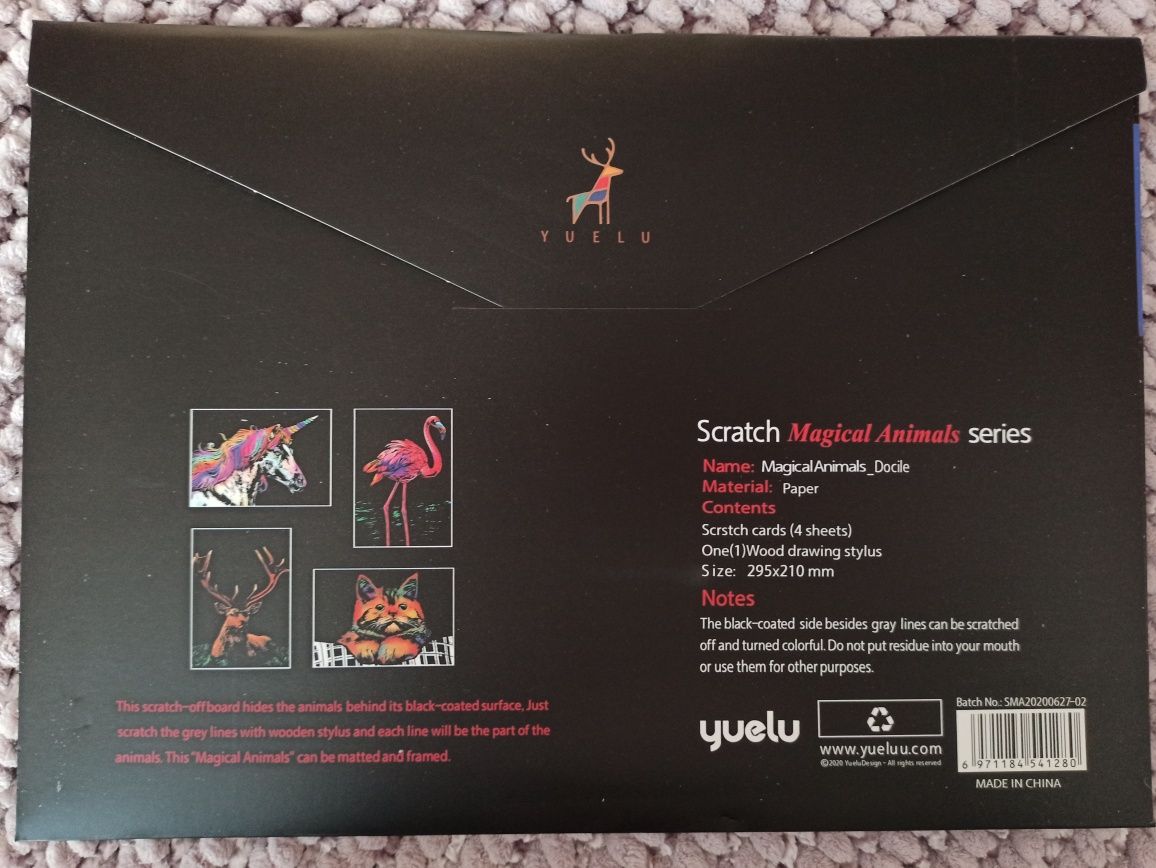 YUELU
Scratch Magical Animals series
Name: MagicalAnimals_Docile
Material: Paper
Contents
Scrstch cards (4 sheets)
One(1)Wood drawing stylus
Size: 295x210 mm
Notes
The black-coated side besides gray lines can be scratched
off and turned colorful. Do not put residue into your mouth
or use them for other purposes.
This scratch-offboard hides the animals behind its black-coated surface, Just
scratch the grey lines with wooden stylus and each line will be the part of the
animals. This "Magical Animals" can be matted and framed.
yuelu
www.yueluu.com
©2020 YueluDesign - All rights reserved
Batch No.: SMA20200627-02
6 971184 541280
MADE IN CHINA